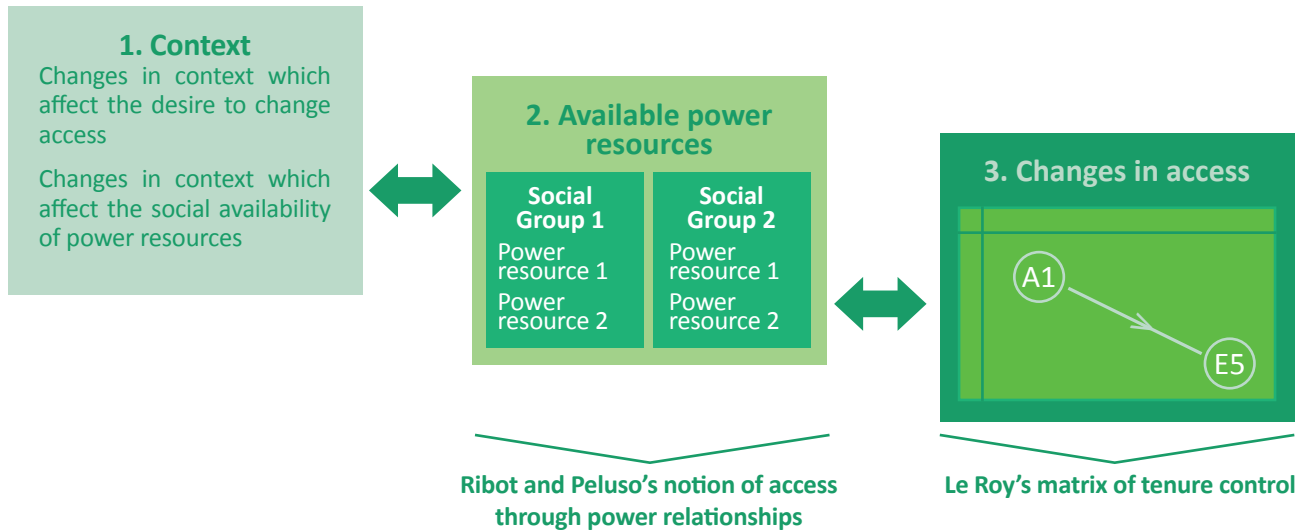 1. Context
Changes in context which
affect the desire to change
access
Changes in context which
affect the social availability
of power resources
2. Available power
resources
Social
Group 1
Power
resource 1
Power
resource 2
Social
Group 2
Power
resource 1
Power
resource 2
3. Changes in access
A1
E5
Ribot and Peluso’s notion of access
through power relationships
Le Roy’s matrix of tenure control